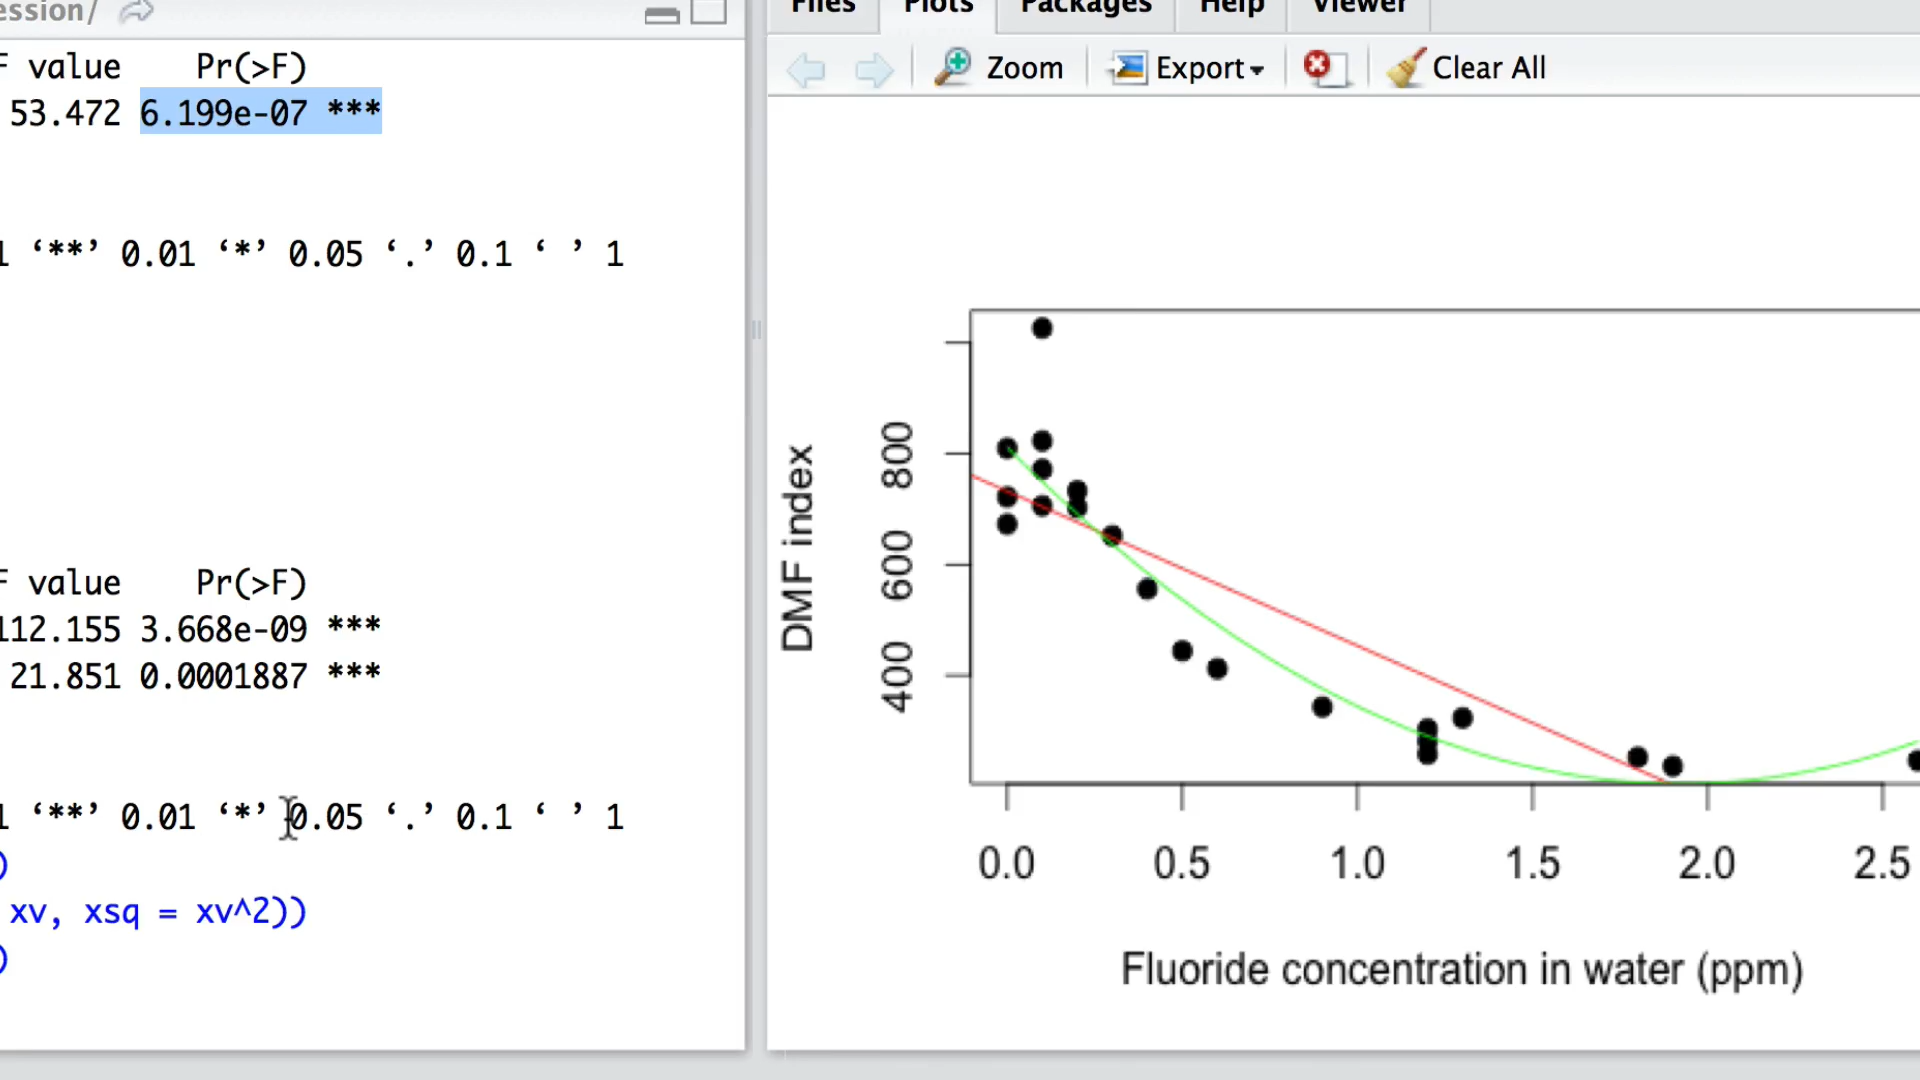 ession/
F value Pr(>F)
53.472 6.199e-07 ***
1 ‘**’ 0.01 ‘*’ 0.05 ‘.’ 0.1 ‘ ’ 1
F value Pr(>F)
112.155 3.668e-09 ***
21.851 0.0001887 ***
1 ‘**’ 0.01 ‘*’ 0.05 ‘.’ 0.1 ‘ ’ 1
)
xv, xsq = xv^2))
)
Files Plots Packages Help Viewer
Zoom Export Clear All
DMF index
800
600
400
0.0 0.5 1.0 1.5 2.0 2.5
Fluoride concentration in water (ppm)